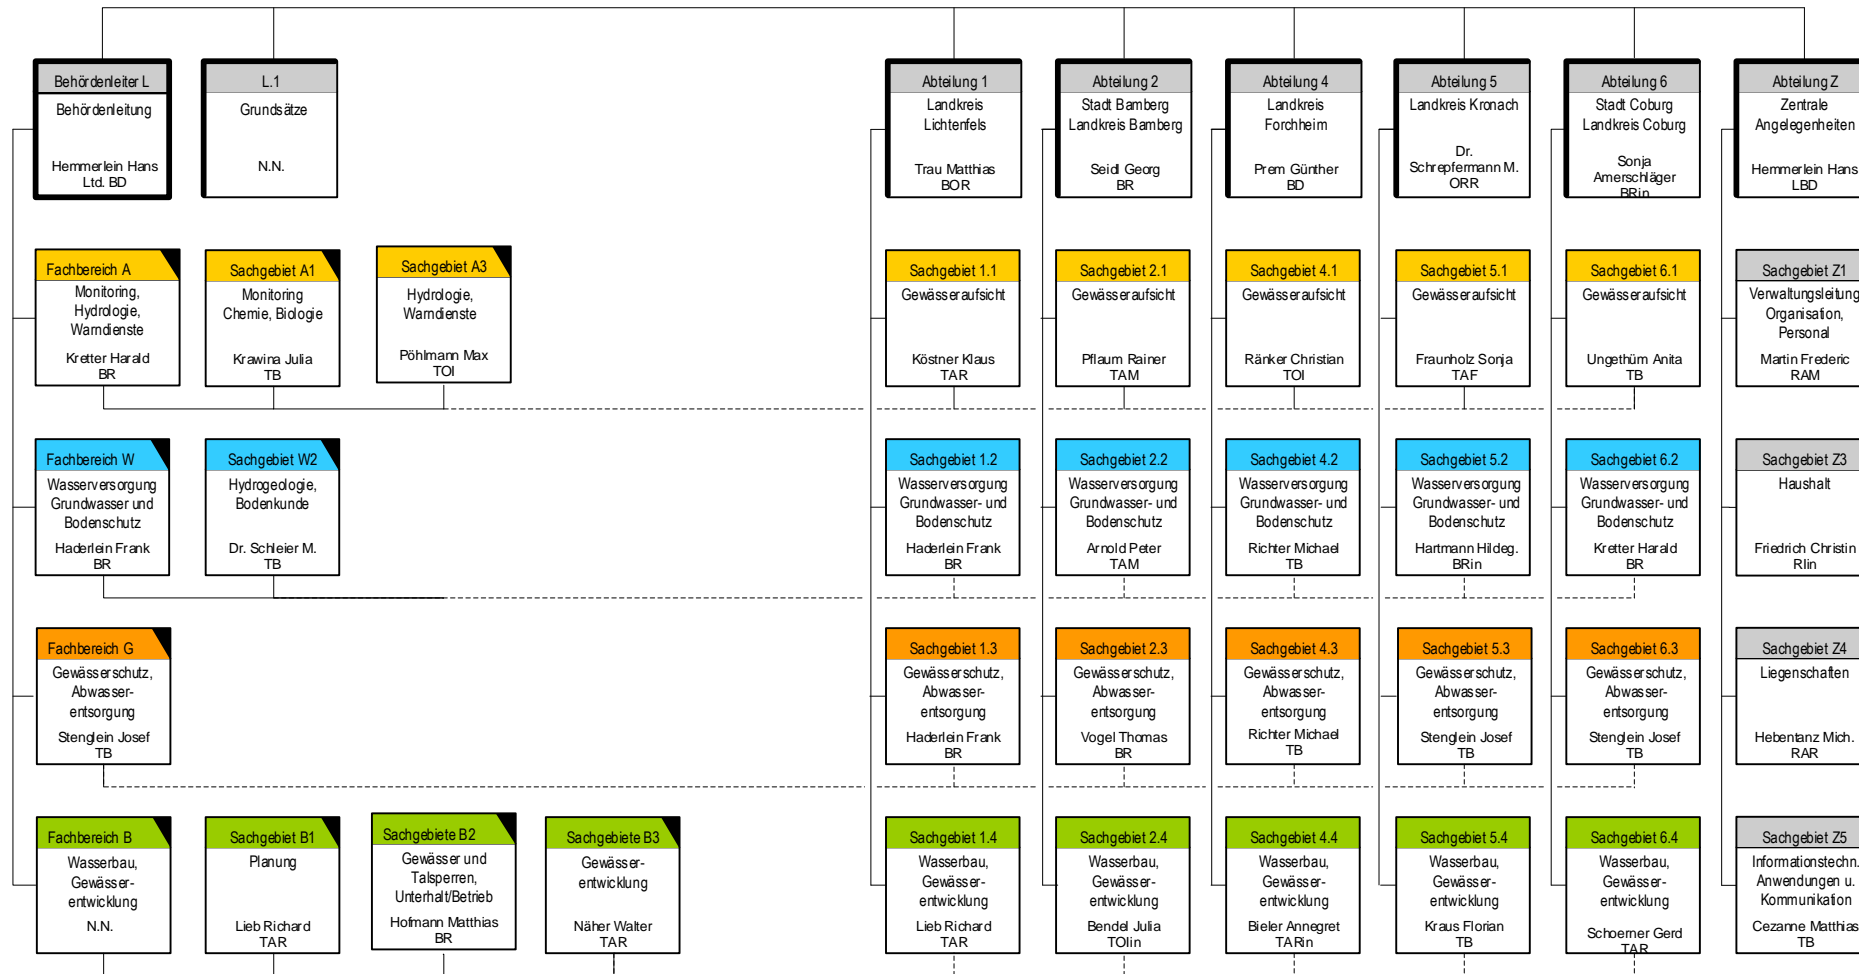 Behördenleiter L
Behördenleitung
Hemmerlein Hans
Ltd. BD
L.1
Grundsätze
N.N.
Abteilung 1
Landkreis
Lichtenfels
Trau Matthias
BOR
Abteilung 2
Stadt Bamberg
Landkreis Bamberg
Seidl Georg
BR
Abteilung 4
Landkreis
Forchheim
Prem Günther
BD
Abteilung 5
Landkreis Kronach
Dr.
Schrepfermann M.
ORR
Abteilung 6
Stadt Coburg
Landkreis Coburg
Sonja
Amerschläger
BRin
Abteilung Z
Zentrale
Angelegenheiten
Hemmerlein Hans
LBD
Fachbereich A
Monitoring,
Hydrologie,
Warndienste
Kretter Harald
BR
Sachgebiet A1
Monitoring
Chemie, Biologie
Krawina Julia
TB
Sachgebiet A3
Hydrologie,
Warndienste
Pöhlmann Max
TOI
Sachgebiet 1.1
Gewässeraufsicht
Köstner Klaus
TAR
Sachgebiet 2.1
Gewässeraufsicht
Pflaum Rainer
TAM
Sachgebiet 4.1
Gewässeraufsicht
Ränker Christian
TOI
Sachgebiet 5.1
Gewässeraufsicht
Fraunholz Sonja
TAF
Sachgebiet 6.1
Gewässeraufsicht
Ungethüm Anita
TB
Sachgebiet Z1
Verwaltungsleitung
Organisation,
Personal
Martin Frederic
RAM
Fachbereich W
Wasserversorgung
Grundwasser und
Bodenschutz
Haderlein Frank
BR
Sachgebiet W2
Hydrogeologie,
Bodenkunde
Dr. Schleier M.
TB
Sachgebiet 1.2
Wasserversorgung
Grundwasser- und
Bodenschutz
Haderlein Frank
BR
Sachgebiet 2.2
Wasserversorgung
Grundwasser- und
Bodenschutz
Arnold Peter
TAM
Sachgebiet 4.2
Wasserversorgung
Grundwasser- und
Bodenschutz
Richter Michael
TB
Sachgebiet 5.2
Wasserversorgung
Grundwasser- und
Bodenschutz
Hartmann Hildeg.
BRin
Sachgebiet 6.2
Wasserversorgung
Grundwasser- und
Bodenschutz
Kretter Harald
BR
Sachgebiet Z3
Haushalt
Friedrich Christin
RIin
Fachbereich G
Gewässerschutz,
Abwasser-
entsorgung
Stenglein Josef
TB
Sachgebiet 1.3
Gewässerschutz,
Abwasser-
entsorgung
Haderlein Frank
BR
Sachgebiet 2.3
Gewässerschutz,
Abwasser-
entsorgung
Vogel Thomas
BR
Sachgebiet 4.3
Gewässerschutz,
Abwasser-
entsorgung
Richter Michael
TB
Sachgebiet 5.3
Gewässerschutz,
Abwasser-
entsorgung
Stenglein Josef
TB
Sachgebiet 6.3
Gewässerschutz,
Abwasser-
entsorgung
Stenglein Josef
TB
Sachgebiet Z4
Liegenschaften
Hebentanz Mich.
RAR
Fachbereich B
Wasserbau,
Gewässer-
entwicklung
N.N.
Sachgebiet B1
Planung
Lieb Richard
TAR
Sachgebiete B2
Gewässer und
Talsperren,
Unterhalt/Betrieb
Hofmann Matthias
BR
Sachgebiete B3
Gewässer-
entwicklung
Näher Walter
TAR
Sachgebiet 1.4
Wasserbau,
Gewässer-
entwicklung
Lieb Richard
TAR
Sachgebiet 2.4
Wasserbau,
Gewässer-
entwicklung
Bendel Julia
TOIin
Sachgebiet 4.4
Wasserbau,
Gewässer-
entwicklung
Bieler Annegret
TARin
Sachgebiet 5.4
Wasserbau,
Gewässer-
entwicklung
Kraus Florian
TB
Sachgebiet 6.4
Wasserbau,
Gewässer-
entwicklung
Schoerner Gerd
TAR
Sachgebiet Z5
Informationstechn.
Anwendungen u.
Kommunikation
Cezanne Matthias
TB